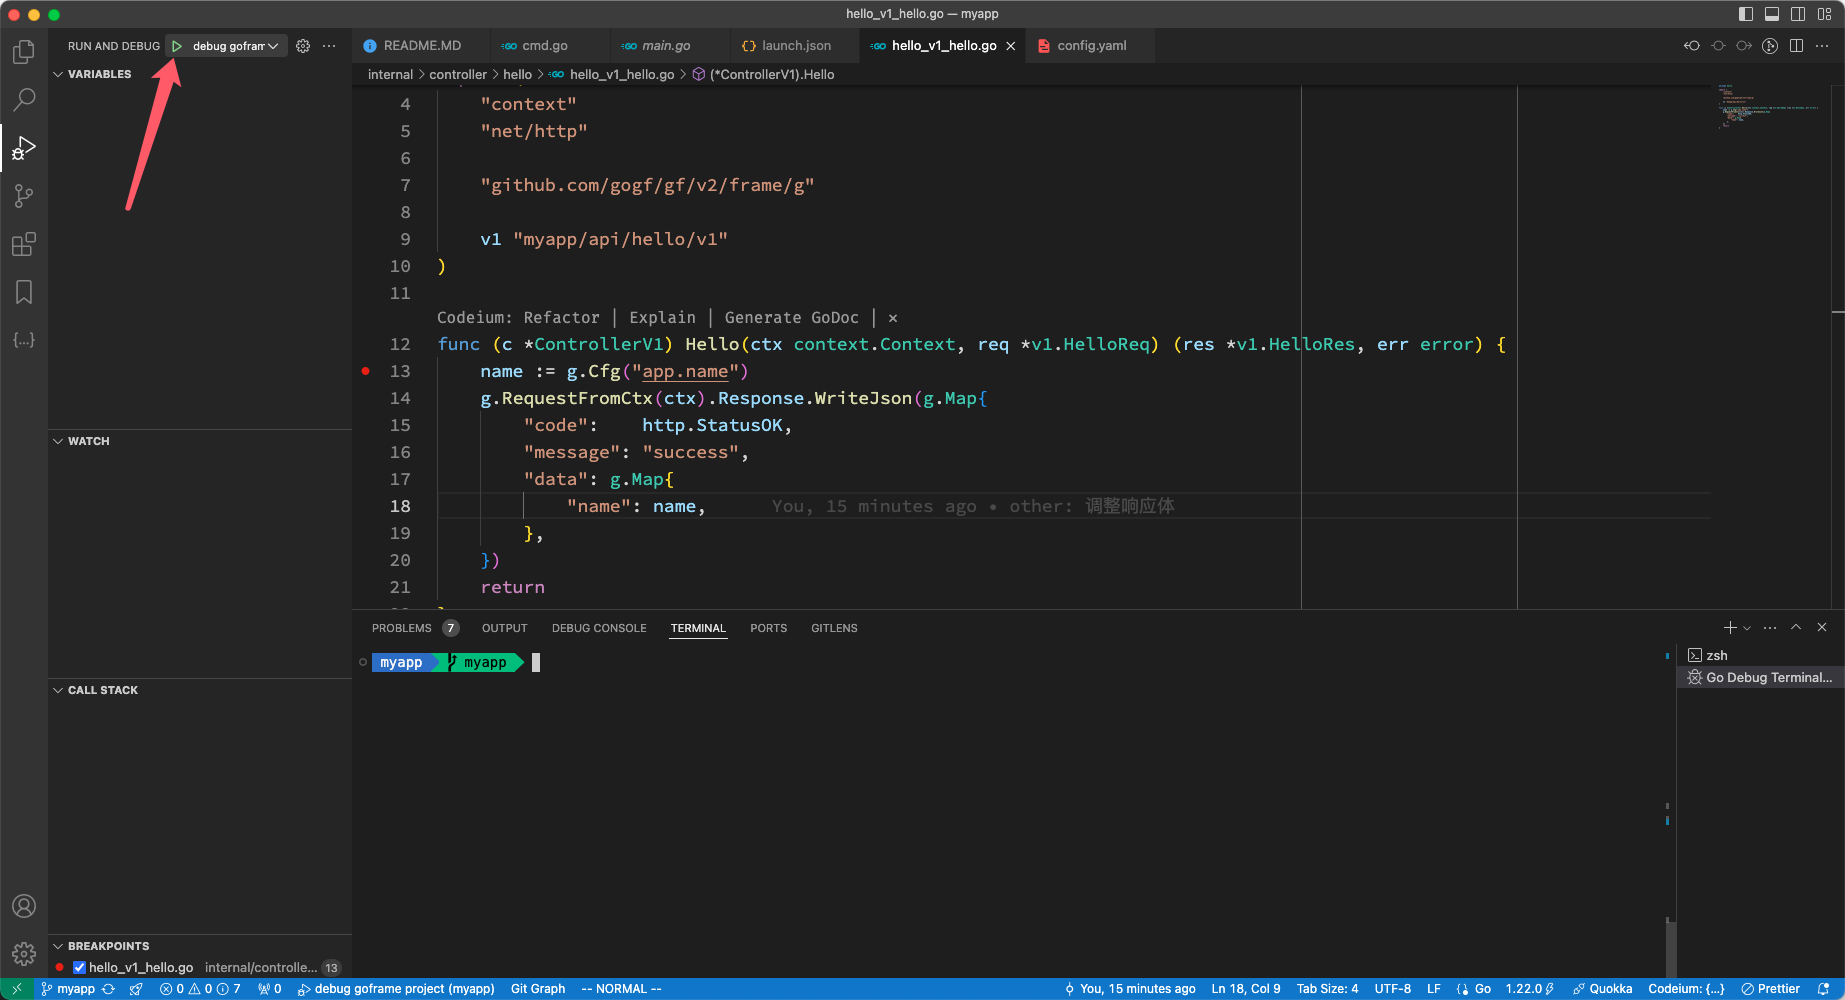 hello_v1_hello.go — myapp
RUN AND DEBUG debug gofram
README.MD cmd.go main.go launch.json hello_v1_hello.go config.yaml
VARIABLES
internal > controller > hello > hello_v1_hello.go > (*ControllerV1).Hello
4 "context"
5 "net/http"
6
7 "github.com/gogf/gf/v2/frame/g"
8
9 v1 "myapp/api/hello/v1"
10 )
11
Codeium: Refactor | Explain | Generate GoDoc | ×
12 func (c *ControllerV1) Hello(ctx context.Context, req *v1.HelloReq) (res *v1.HelloRes, err error) {
13 name := g.Cfg("app.name")
14 g.RequestFromCtx(ctx).Response.WriteJson(g.Map{
15 "code": http.StatusOK,
16 "message": "success",
17 "data": g.Map{
18 "name": name, You, 15 minutes ago • other: 调整响应体
19 },
20 })
21 return
WATCH
CALL STACK
BREAKPOINTS
hello_v1_hello.go internal/controlle... 13
PROBLEMS 7 OUTPUT DEBUG CONSOLE TERMINAL PORTS GITLENS
myapp myapp
zsh
Go Debug Terminal...
myapp 0 0 7 0 debug goframe project (myapp) Git Graph -- NORMAL -- You, 15 minutes ago Ln 18, Col 9 Tab Size: 4 UTF-8 LF Go 1.22.0 Quokka Codeium: {...} Prettier